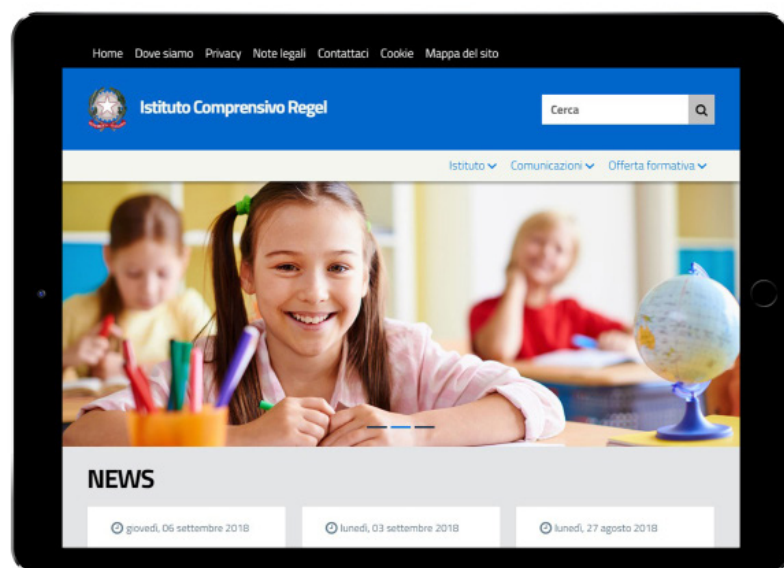 Home Dove siamo Privacy Note legali Contattaci Cookie Mappa del sito
Istituto Comprensivo Regel
Cerca
Istituto Comunicazioni Offerta formativa
NEWS
giovedì, 06 settembre 2018
lunedì, 03 settembre 2018
lunedì, 27 agosto 2018